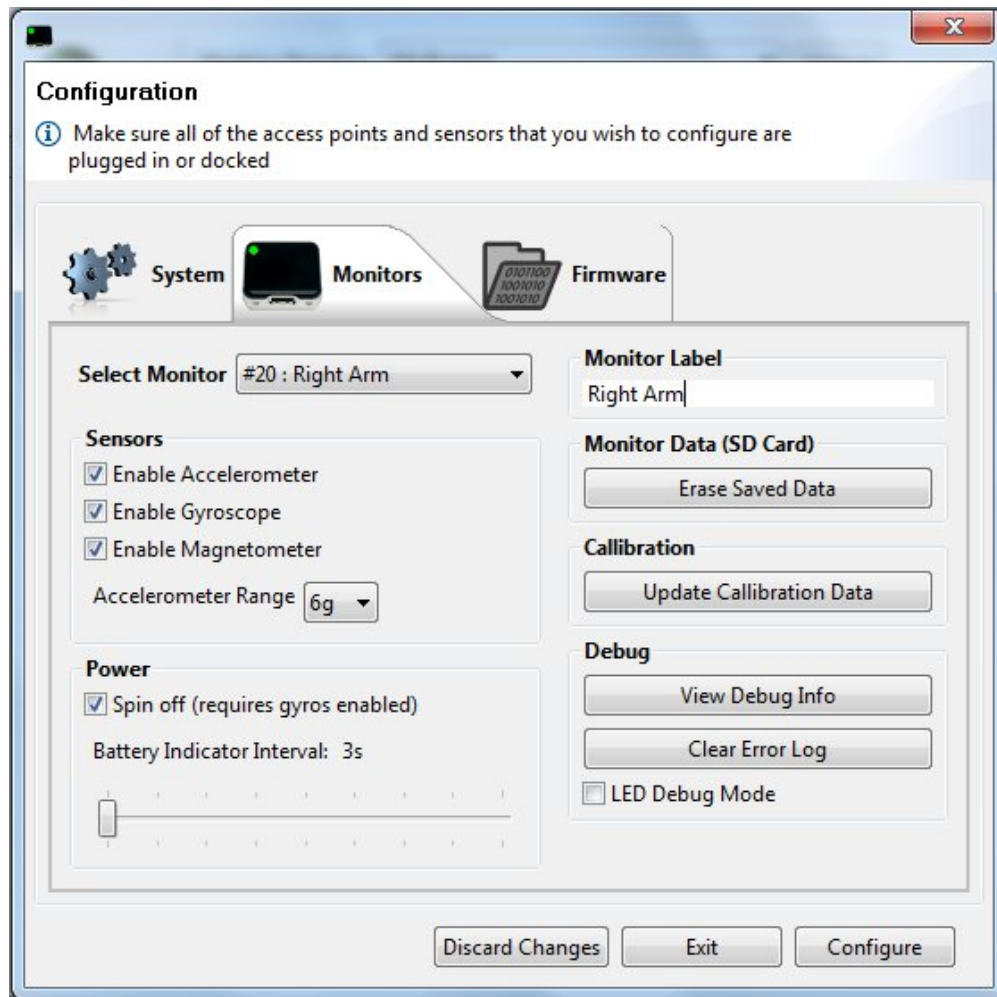 Configuration
Make sure all of the access points and sensors that you wish to configure are
plugged in or docked
System
Monitors
0101100
1001010
1001010
Firmware
Select Monitor
#20 : Right Arm
Sensors
Enable Accelerometer
Enable Gyroscope
Enable Magnetometer
Accelerometer Range
6g
Power
Spin off (requires gyros enabled)
Battery Indicator Interval: 3s
Monitor Label
Right Arm
Monitor Data (SD Card)
Erase Saved Data
Callibration
Update Callibration Data
Debug
View Debug Info
Clear Error Log
LED Debug Mode
Discard Changes
Exit
Configure